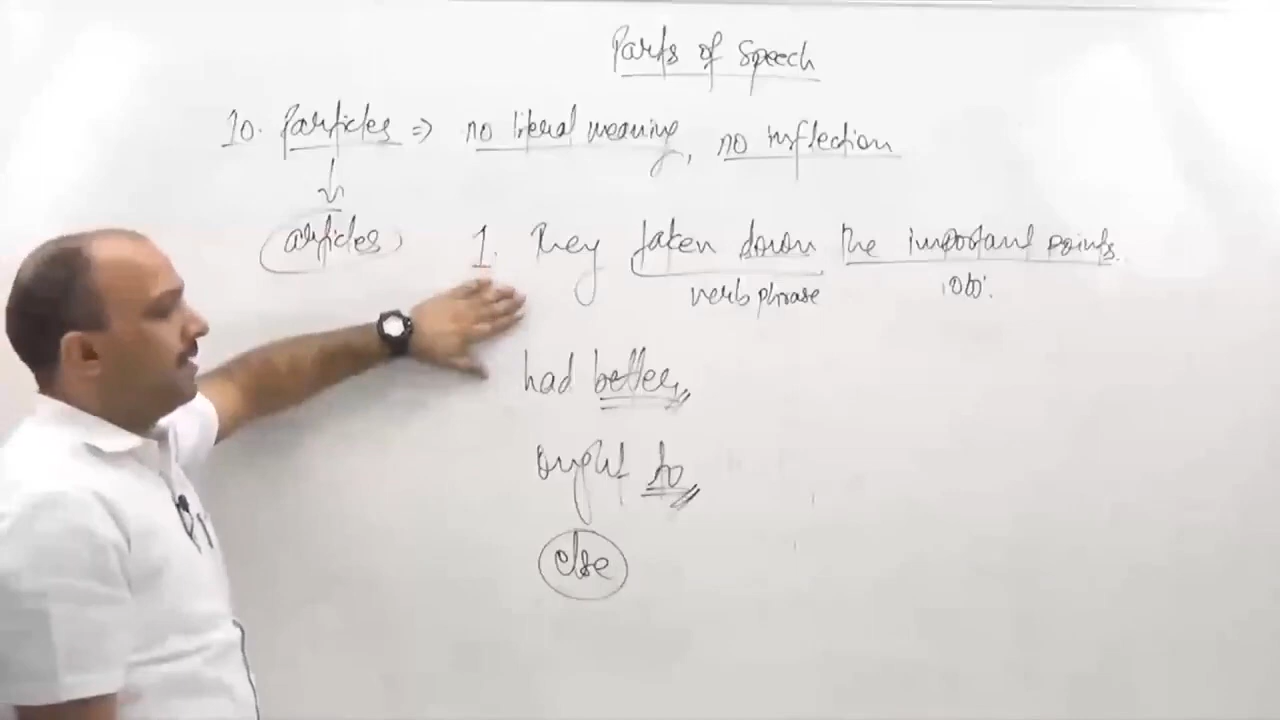 Parts of Speech
10. Particles => no literal meaning, no inflection
(articles)
1. They taken down the important points.
verb phrase obj.
had better,
ought to
else